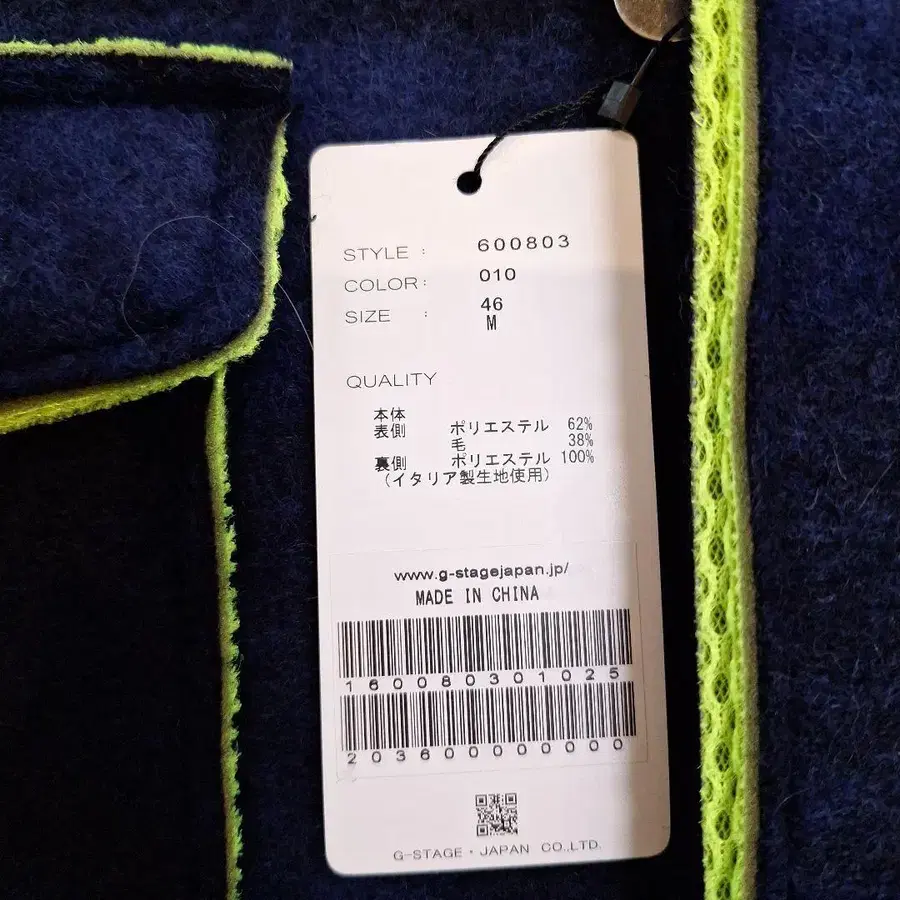 STYLE : 600803
COLOR: 010
SIZE : 46
M
QUALITY
本体
表側 ポリエステル 62%
毛 38%
裏側 ポリエステル 100%
(イタリア製生地使用)
www.g-stagejapan.jp/
MADE IN CHINA
160080301025
2036000000000
G-STAGE・JAPAN CO.,LTD.